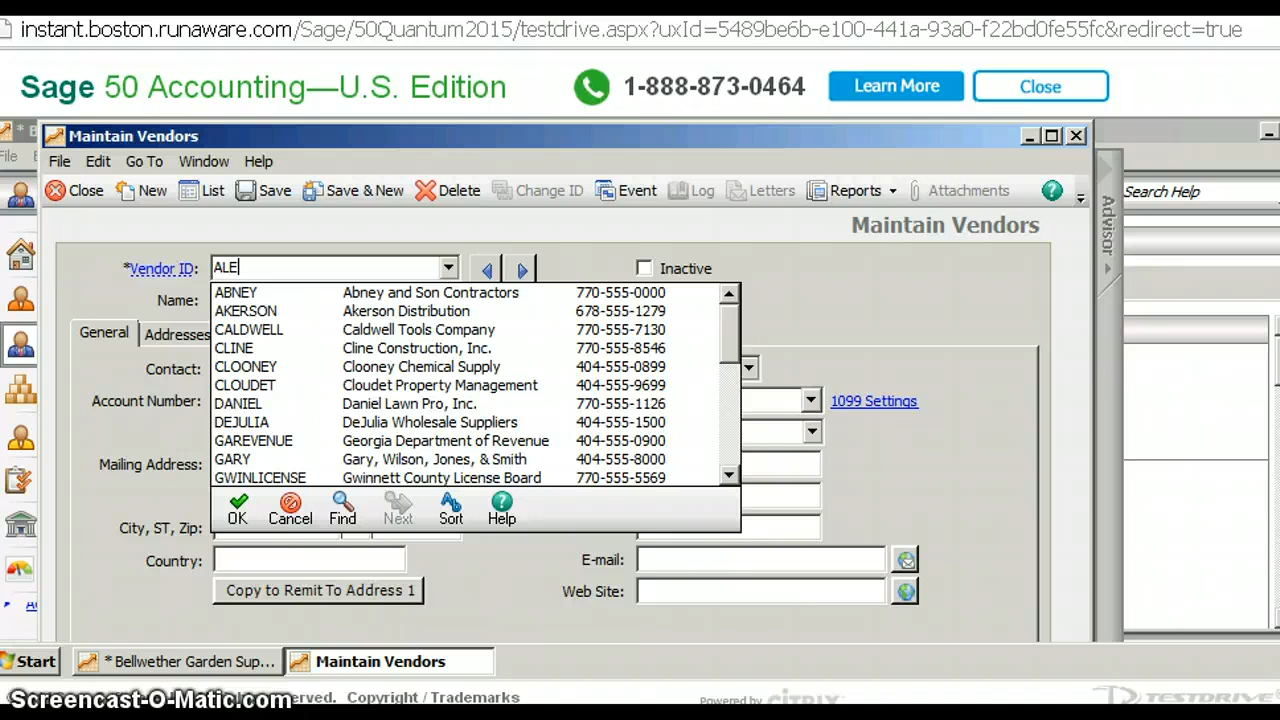 instant.boston.runaware.com/Sage/50Quantum2015/testdrive.aspx?uxId=5489be6b-e100-441a-93a0-f22bd0fe55fc&redirect=true
Sage 50 Accounting—U.S. Edition 1-888-873-0464 Learn More Close
Maintain Vendors
File Edit Go To Window Help
File
Close New List Save Save & New Delete Change ID Event Log Letters Reports Attachments
Search Help
Maintain Vendors
Advisor
*Vendor ID: ALE Inactive
Name:
ABNEY Abney and Son Contractors 770-555-0000
AKERSON Akerson Distribution 678-555-1279
CALDWELL Caldwell Tools Company 770-555-7130
CLINE Cline Construction, Inc. 770-555-8546
CLOONEY Clooney Chemical Supply 404-555-0899
CLOUDET Cloudet Property Management 404-555-9699
DANIEL Daniel Lawn Pro, Inc. 770-555-1126
DEJULIA DeJulia Wholesale Suppliers 404-555-1500
GAREVENUE Georgia Department of Revenue 404-555-0900
GARY Gary, Wilson, Jones, & Smith 404-555-8000
GWINLICENSE Gwinnett County License Board 770-555-5569
OK Cancel Find Next Sort Help
General Addresses
Contact:
Account Number: 1099 Settings
Mailing Address:
City, ST, Zip:
Country: E-mail:
Copy to Remit To Address 1 Web Site:
Start * Bellwether Garden Sup... Maintain Vendors
Screencast-O-Matic.com
Copyright / Trademarks Powered by CITRIX TESTDRIVE